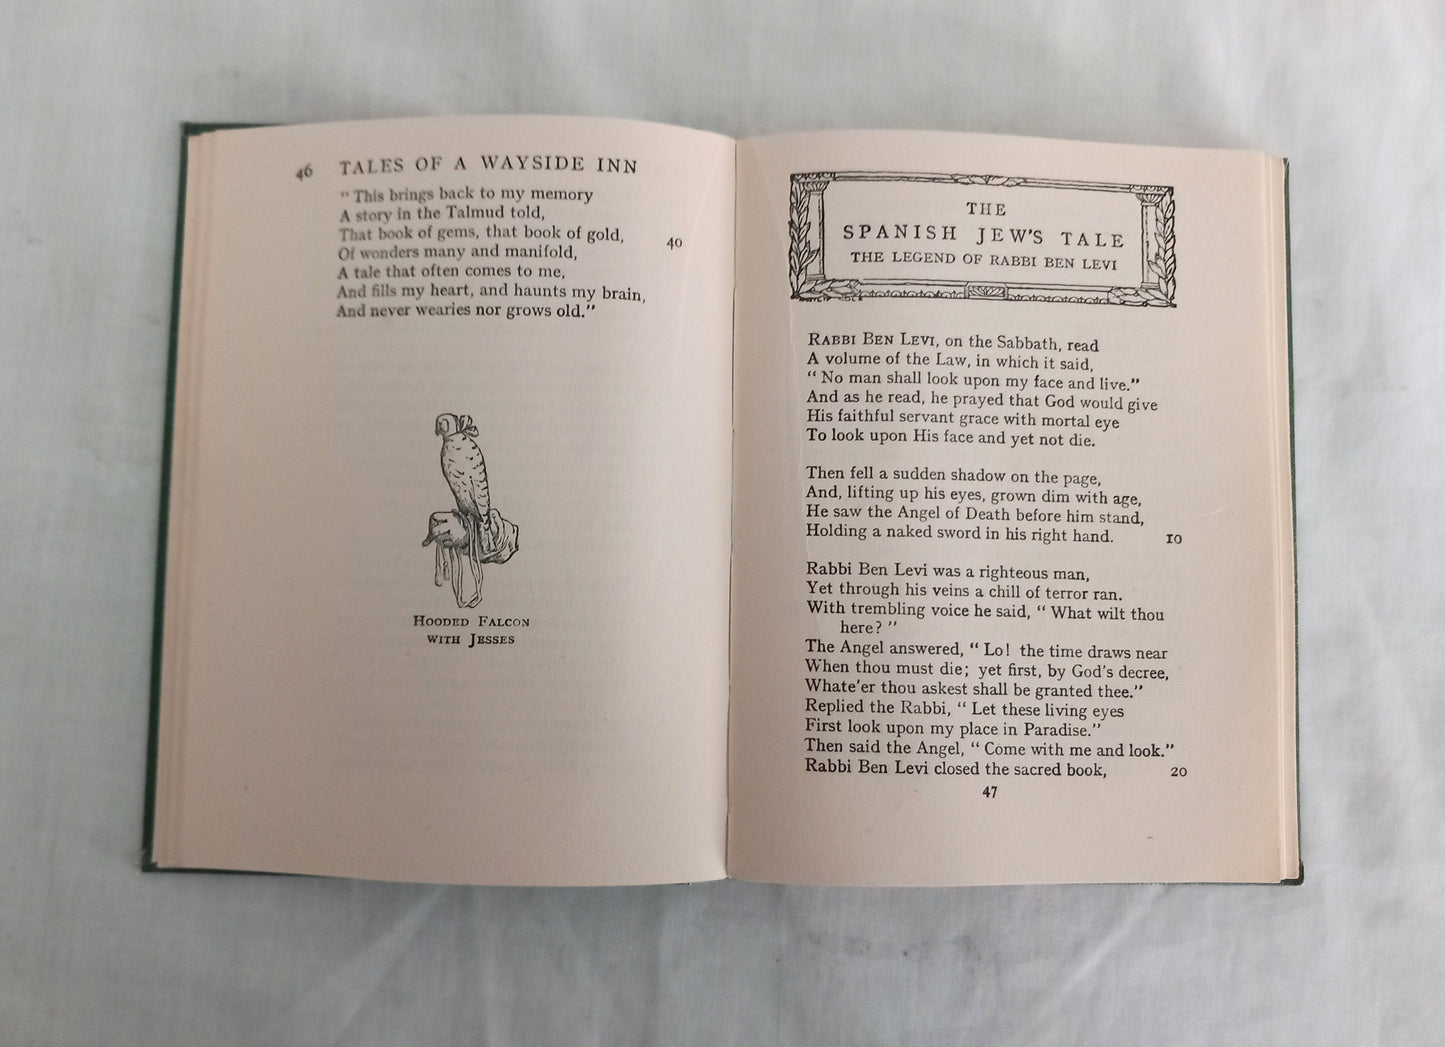 46 TALES OF A WAYSIDE INN
“This brings back to my memory
A story in the Talmud told,
That book of gems, that book of gold, 40
Of wonders many and manifold,
A tale that often comes to me,
And fills my heart, and haunts my brain,
And never wearies nor grows old.”
HOODED FALCON
WITH JESSES
THE
SPANISH JEW'S TALE
THE LEGEND OF RABBI BEN LEVI
RABBI BEN LEVI, on the Sabbath, read
A volume of the Law, in which it said,
“No man shall look upon my face and live.”
And as he read, he prayed that God would give
His faithful servant grace with mortal eye
To look upon His face and yet not die.
Then fell a sudden shadow on the page,
And, lifting up his eyes, grown dim with age,
He saw the Angel of Death before him stand,
Holding a naked sword in his right hand. 10
Rabbi Ben Levi was a righteous man,
Yet through his veins a chill of terror ran.
With trembling voice he said, “What wilt thou
here?”
The Angel answered, “Lo! the time draws near
When thou must die; yet first, by God's decree,
Whate'er thou askest shall be granted thee.”
Replied the Rabbi, “Let these living eyes
First look upon my place in Paradise.”
Then said the Angel, “Come with me and look.”
Rabbi Ben Levi closed the sacred book, 20
47